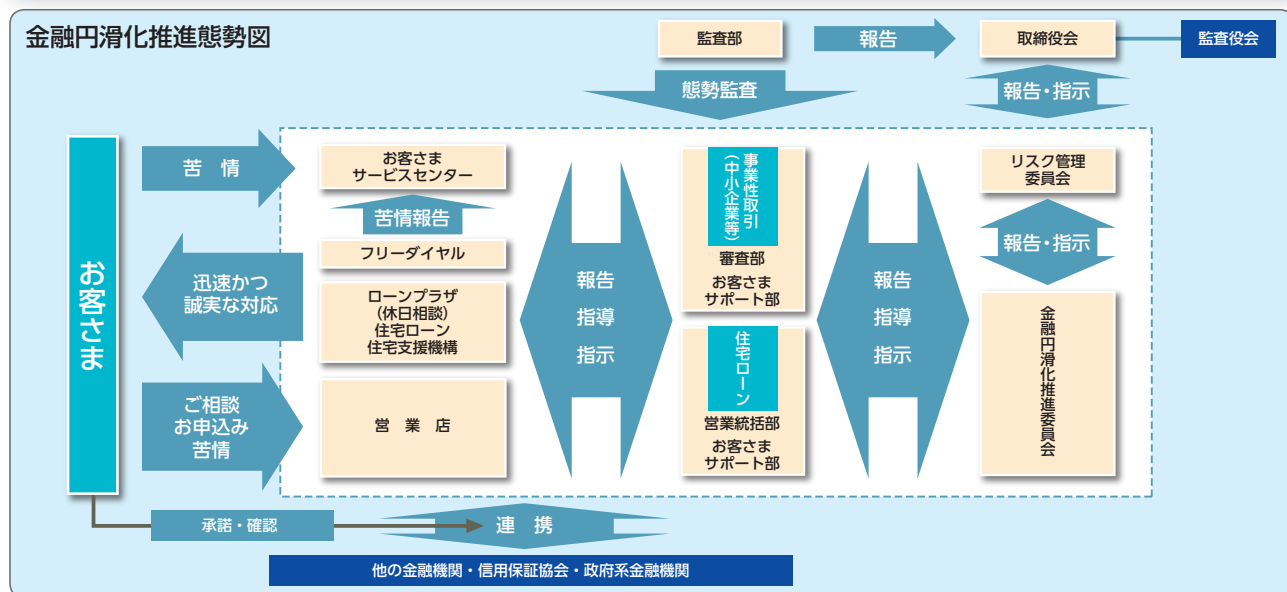 金融円滑化推進態勢図
監査部
報告
取締役会
監査役会
態勢監査
報告・指示
お客さま
苦 情
迅速かつ
誠実な対応
ご相談
お申込み
苦情
お客さま
サービスセンター
苦情報告
フリーダイヤル
ローンプラザ
(休日相談)
住宅ローン
住宅支援機構
営 業 店
報告
指導
指示
事業性取引
(中小企業等)
審査部
お客さま
サポート部
住宅ローン
営業統括部
お客さま
サポート部
報告
指導
指示
リスク管理
委員会
報告・指示
金融円滑化推進委員会
承諾・確認
連 携
他の金融機関・信用保証協会・政府系金融機関